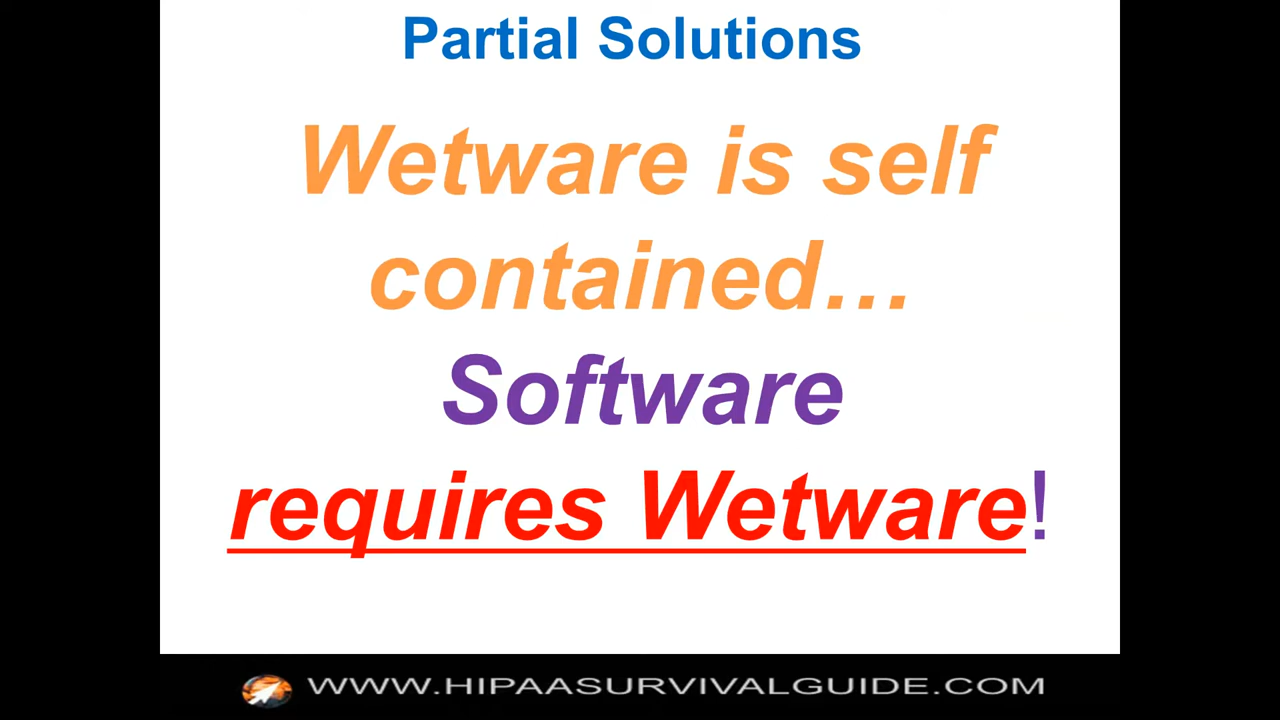 Partial Solutions
Wetware is self
contained…
Software
requires Wetware!
WWW.HIPAASURVIVALGUIDE.COM